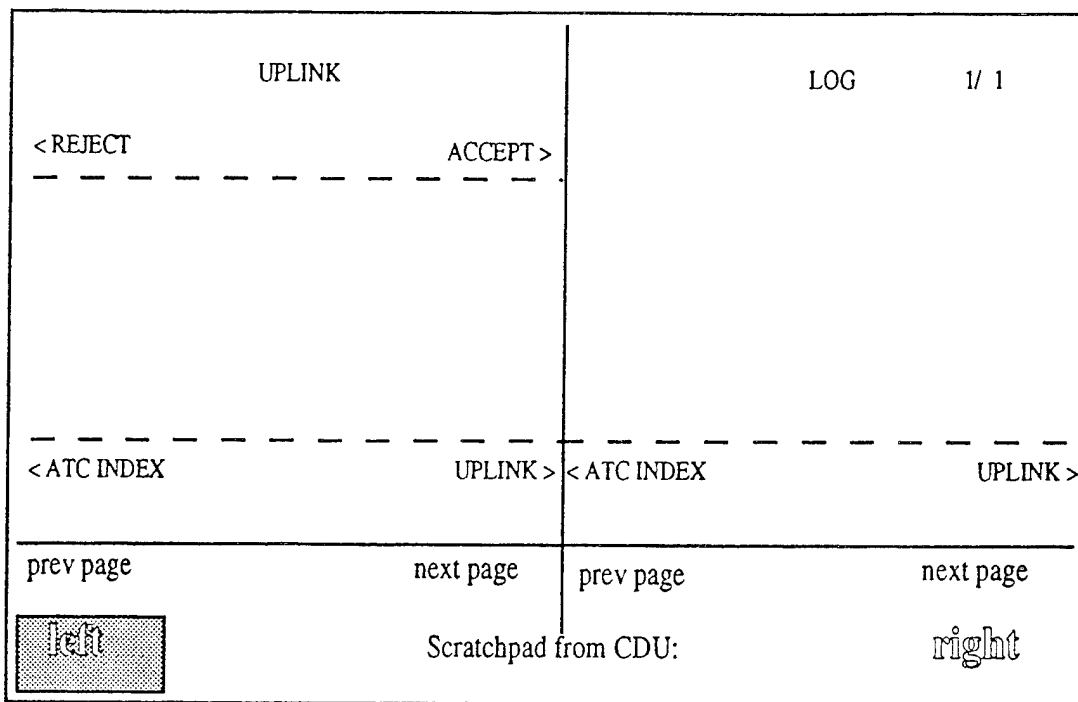 UPLINK
LOG 1/ 1
< REJECT ACCEPT >
< ATC INDEX UPLINK > < ATC INDEX UPLINK >
prev page next page prev page next page
left Scratchpad from CDU: right